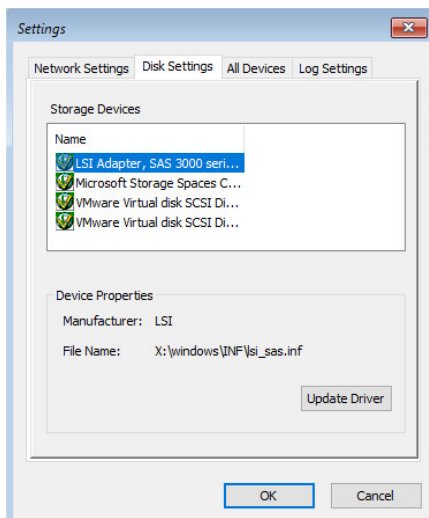 Settings
Network Settings Disk Settings All Devices Log Settings
Storage Devices
Name
LSI Adapter, SAS 3000 seri...
Microsoft Storage Spaces C...
VMware Virtual disk SCSI Di...
VMware Virtual disk SCSI Di...
Device Properties
Manufacturer: LSI
File Name: X:\windows\INF\lsi_sas.inf
Update Driver
OK Cancel